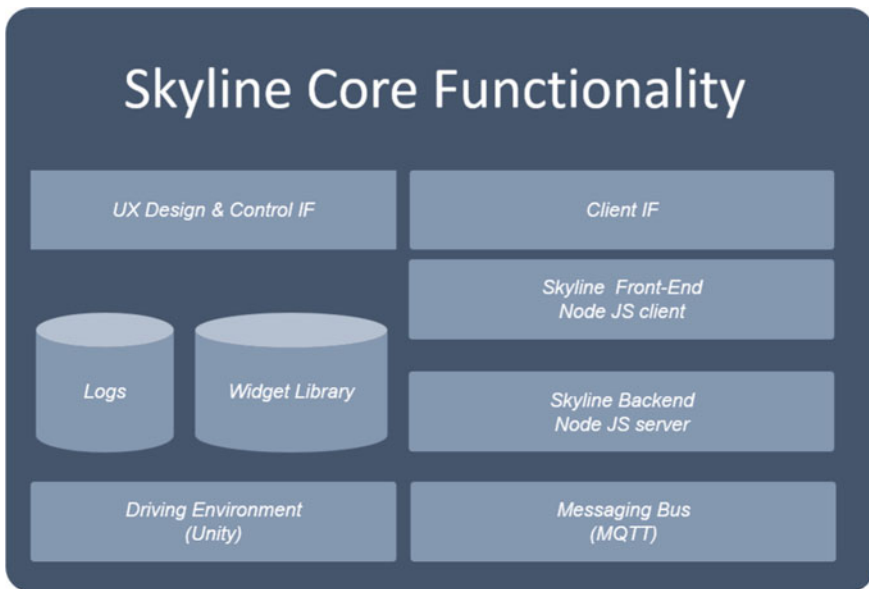 Skyline Core Functionality
UX Design & Control IF
Client IF
Skyline Front-End
Node JS client
Logs
Widget Library
Skyline Backend
Node JS server
Driving Environment
(Unity)
Messaging Bus
(MQTT)